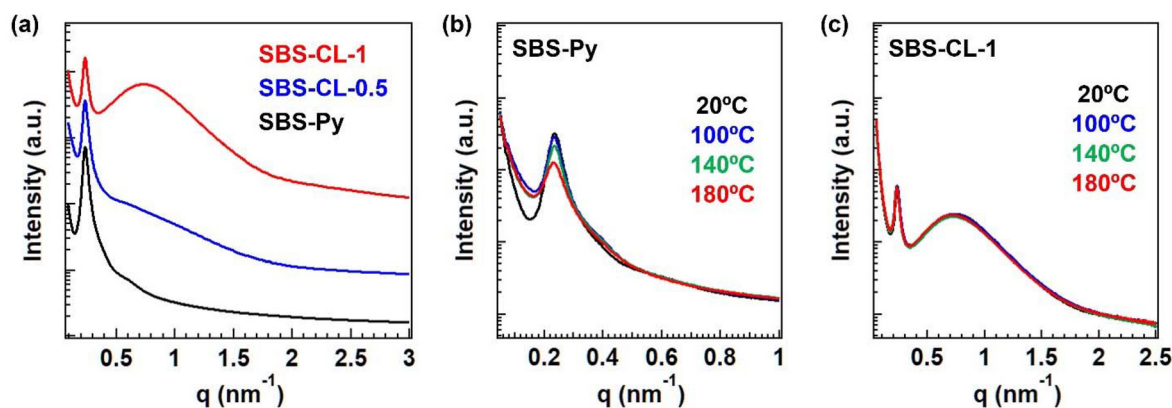 (a)
SBS-CL-1
SBS-CL-0.5
SBS-Py
Intensity (a.u.)
0.5 1 1.5 2 2.5 3
q (nm⁻¹)
(b)
SBS-Py
20ºC
100ºC
140ºC
180ºC
Intensity (a.u.)
0.2 0.4 0.6 0.8 1
q (nm⁻¹)
(c)
SBS-CL-1
20ºC
100ºC
140ºC
180ºC
Intensity (a.u.)
0.5 1 1.5 2 2.5
q (nm⁻¹)